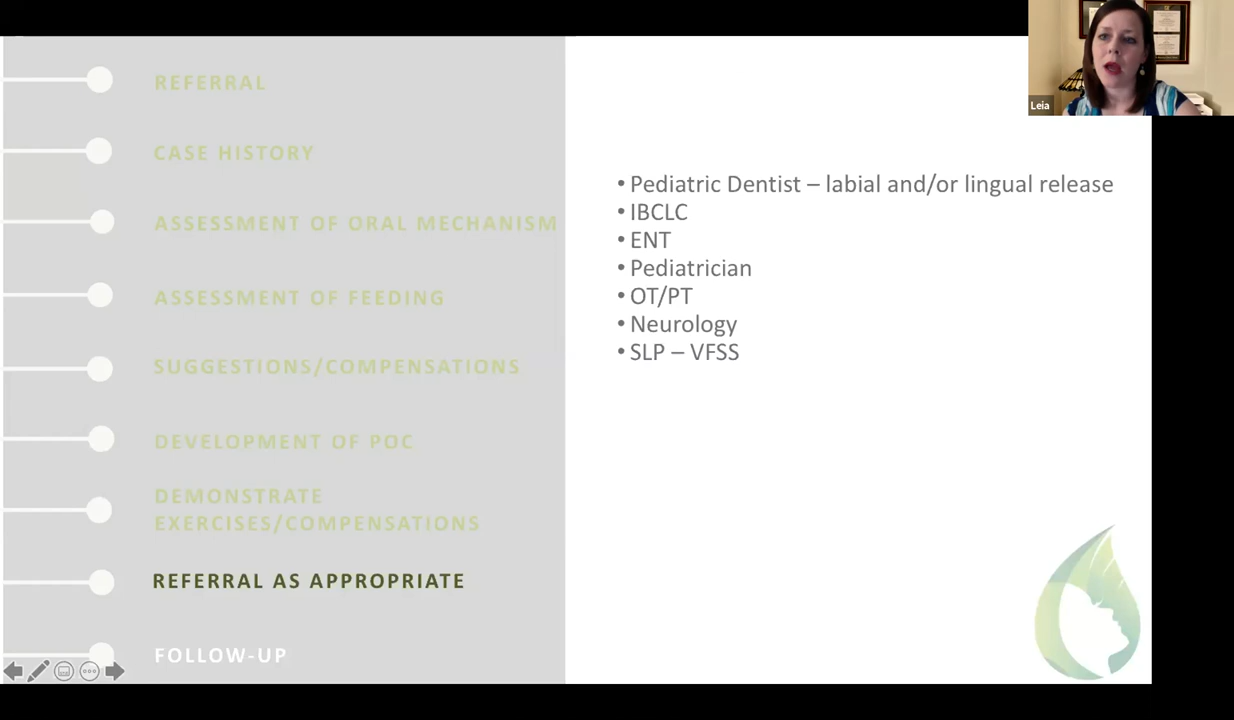 Leia
REFERRAL
CASE HISTORY
ASSESSMENT OF ORAL MECHANISM
ASSESSMENT OF FEEDING
SUGGESTIONS/COMPENSATIONS
DEVELOPMENT OF POC
DEMONSTRATE
EXERCISES/COMPENSATIONS
REFERRAL AS APPROPRIATE
FOLLOW-UP
• Pediatric Dentist – labial and/or lingual release
• IBCLC
• ENT
• Pediatrician
• OT/PT
• Neurology
• SLP – VFSS